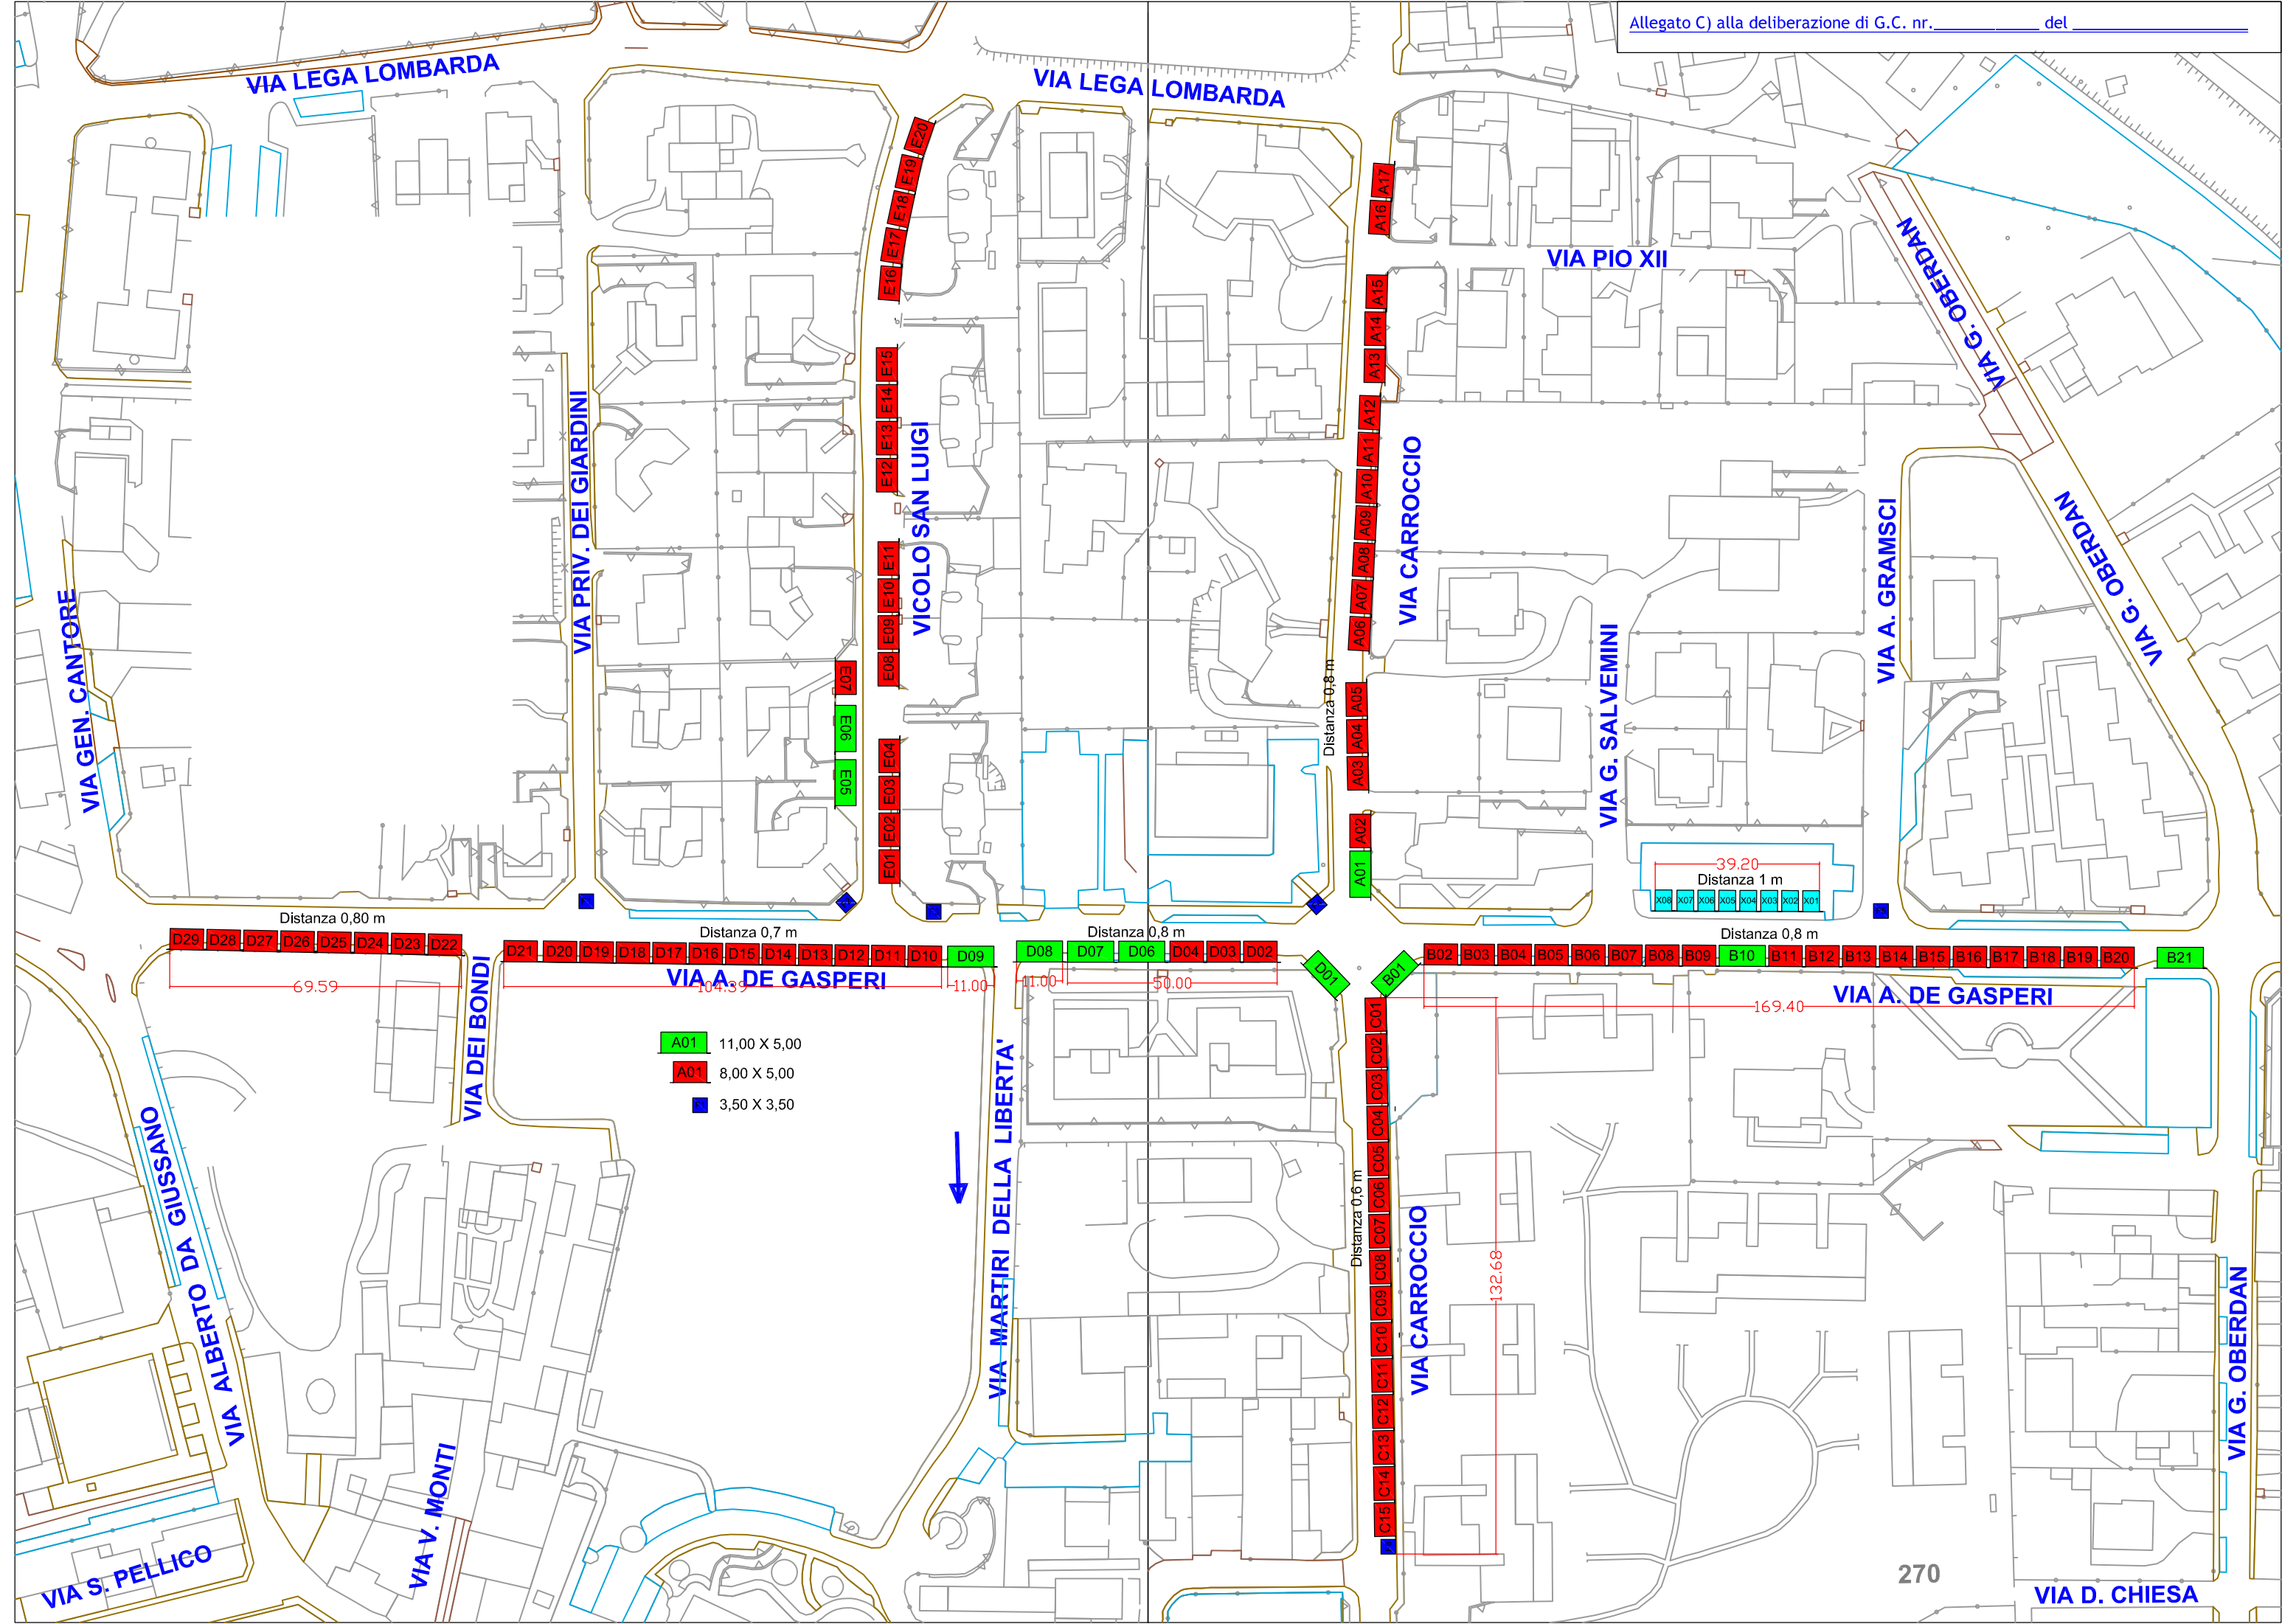 Allegato C) alla deliberazione di G.C. nr.____________ del ____________________
VIA LEGA LOMBARDA
VIA LEGA LOMBARDA
VIA PIO XII
VIA G. OBERDAN
VIA G. OBERDAN
VIA GEN. CANTORE
VIA PRIV. DEI GIARDINI
VICOLO SAN LUIGI
VIA CARROCCIO
VIA G. SALVEMINI
VIA A. GRAMSCI
E20
E19
E18
E17
E16
E15
E14
E13
E12
E11
E10
E09
E08
E07
E06
E05
E04
E03
E02
E01
A17
A16
A15
A14
A13
A12
A11
A10
A09
A08
A07
A06
A05
A04
A03
A02
A01
Distanza 0,8 m
39.20
Distanza 1 m
X08 X07 X06 X05 X04 X03 X02 X01
Distanza 0,80 m
Distanza 0,7 m
Distanza 0,8 m
Distanza 0,8 m
D29 D28 D27 D26 D25 D24 D23 D22
D21 D20 D19 D18 D17 D16 D15 D14 D13 D12 D11 D10 D09
D08 D07 D06 D04 D03 D02 D01
B01 B02 B03 B04 B05 B06 B07 B08 B09 B10 B11 B12 B13 B14 B15 B16 B17 B18 B19 B20 B21
69.59
104.39
11.00
11.00
50.00
169.40
VIA A. DE GASPERI
VIA A. DE GASPERI
VIA DEI BONDI
A01 11,00 X 5,00
A01 8,00 X 5,00
3,50 X 3,50
VIA MARTIRI DELLA LIBERTA'
C01
C02
C03
C04
C05
C06
C07
C08
C09
C10
C11
C12
C13
C14
C15
Distanza 0,6 m
132.68
VIA CARROCCIO
VIA ALBERTO DA GIUSSANO
VIA V. MONTI
VIA S. PELLICO
VIA G. OBERDAN
270
VIA D. CHIESA